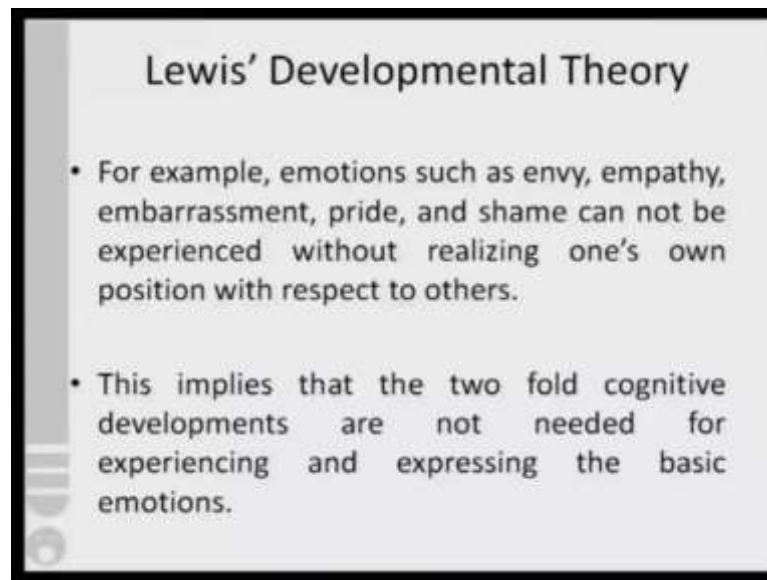 Lewis’ Developmental Theory
• For example, emotions such as envy, empathy,
embarrassment, pride, and shame can not be
experienced without realizing one’s own
position with respect to others.
• This implies that the two fold cognitive
developments are not needed for
experiencing and expressing the basic
emotions.